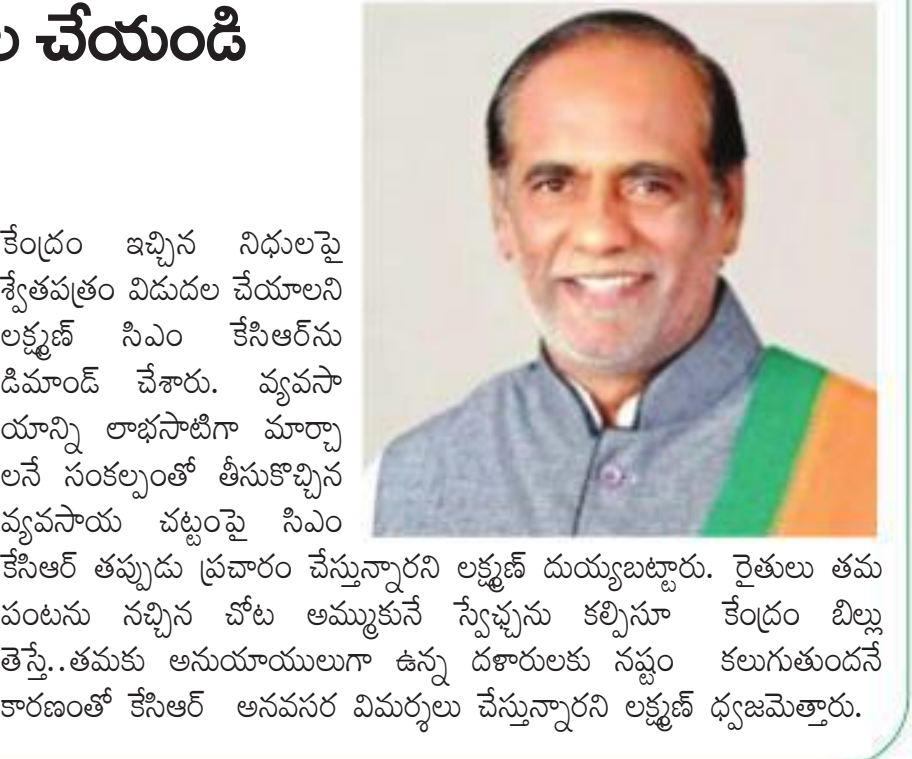 చేయండి
కేంద్రం ఇచ్చిన నిధులపై
శ్వేతపత్రం విడుదల చేయాలని
లక్ష్మణ్ సిఎం కేసిఆర్‌ను
డిమాండ్ చేశారు. వ్యవసా
యాన్ని లాభసాటిగా మార్చా
లనే సంకల్పంతో తీసుకొచ్చిన
వ్యవసాయ చట్టంపై సిఎం
కేసిఆర్ తప్పుడు ప్రచారం చేస్తున్నారని లక్ష్మణ్ దుయ్యబట్టారు. రైతులు తమ
పంటను నచ్చిన చోట అమ్ముకునే స్వేఛ్ఛను కల్పిసూ కేంద్రం బిల్లు
తెస్తే..తమకు అనుయాయులుగా ఉన్న దళారులకు నష్టం కలుగుతుందనే
కారణంతో కేసిఆర్ అనవసర విమర్శలు చేస్తున్నారని లక్ష్మణ్ ధ్వజమెత్తారు.